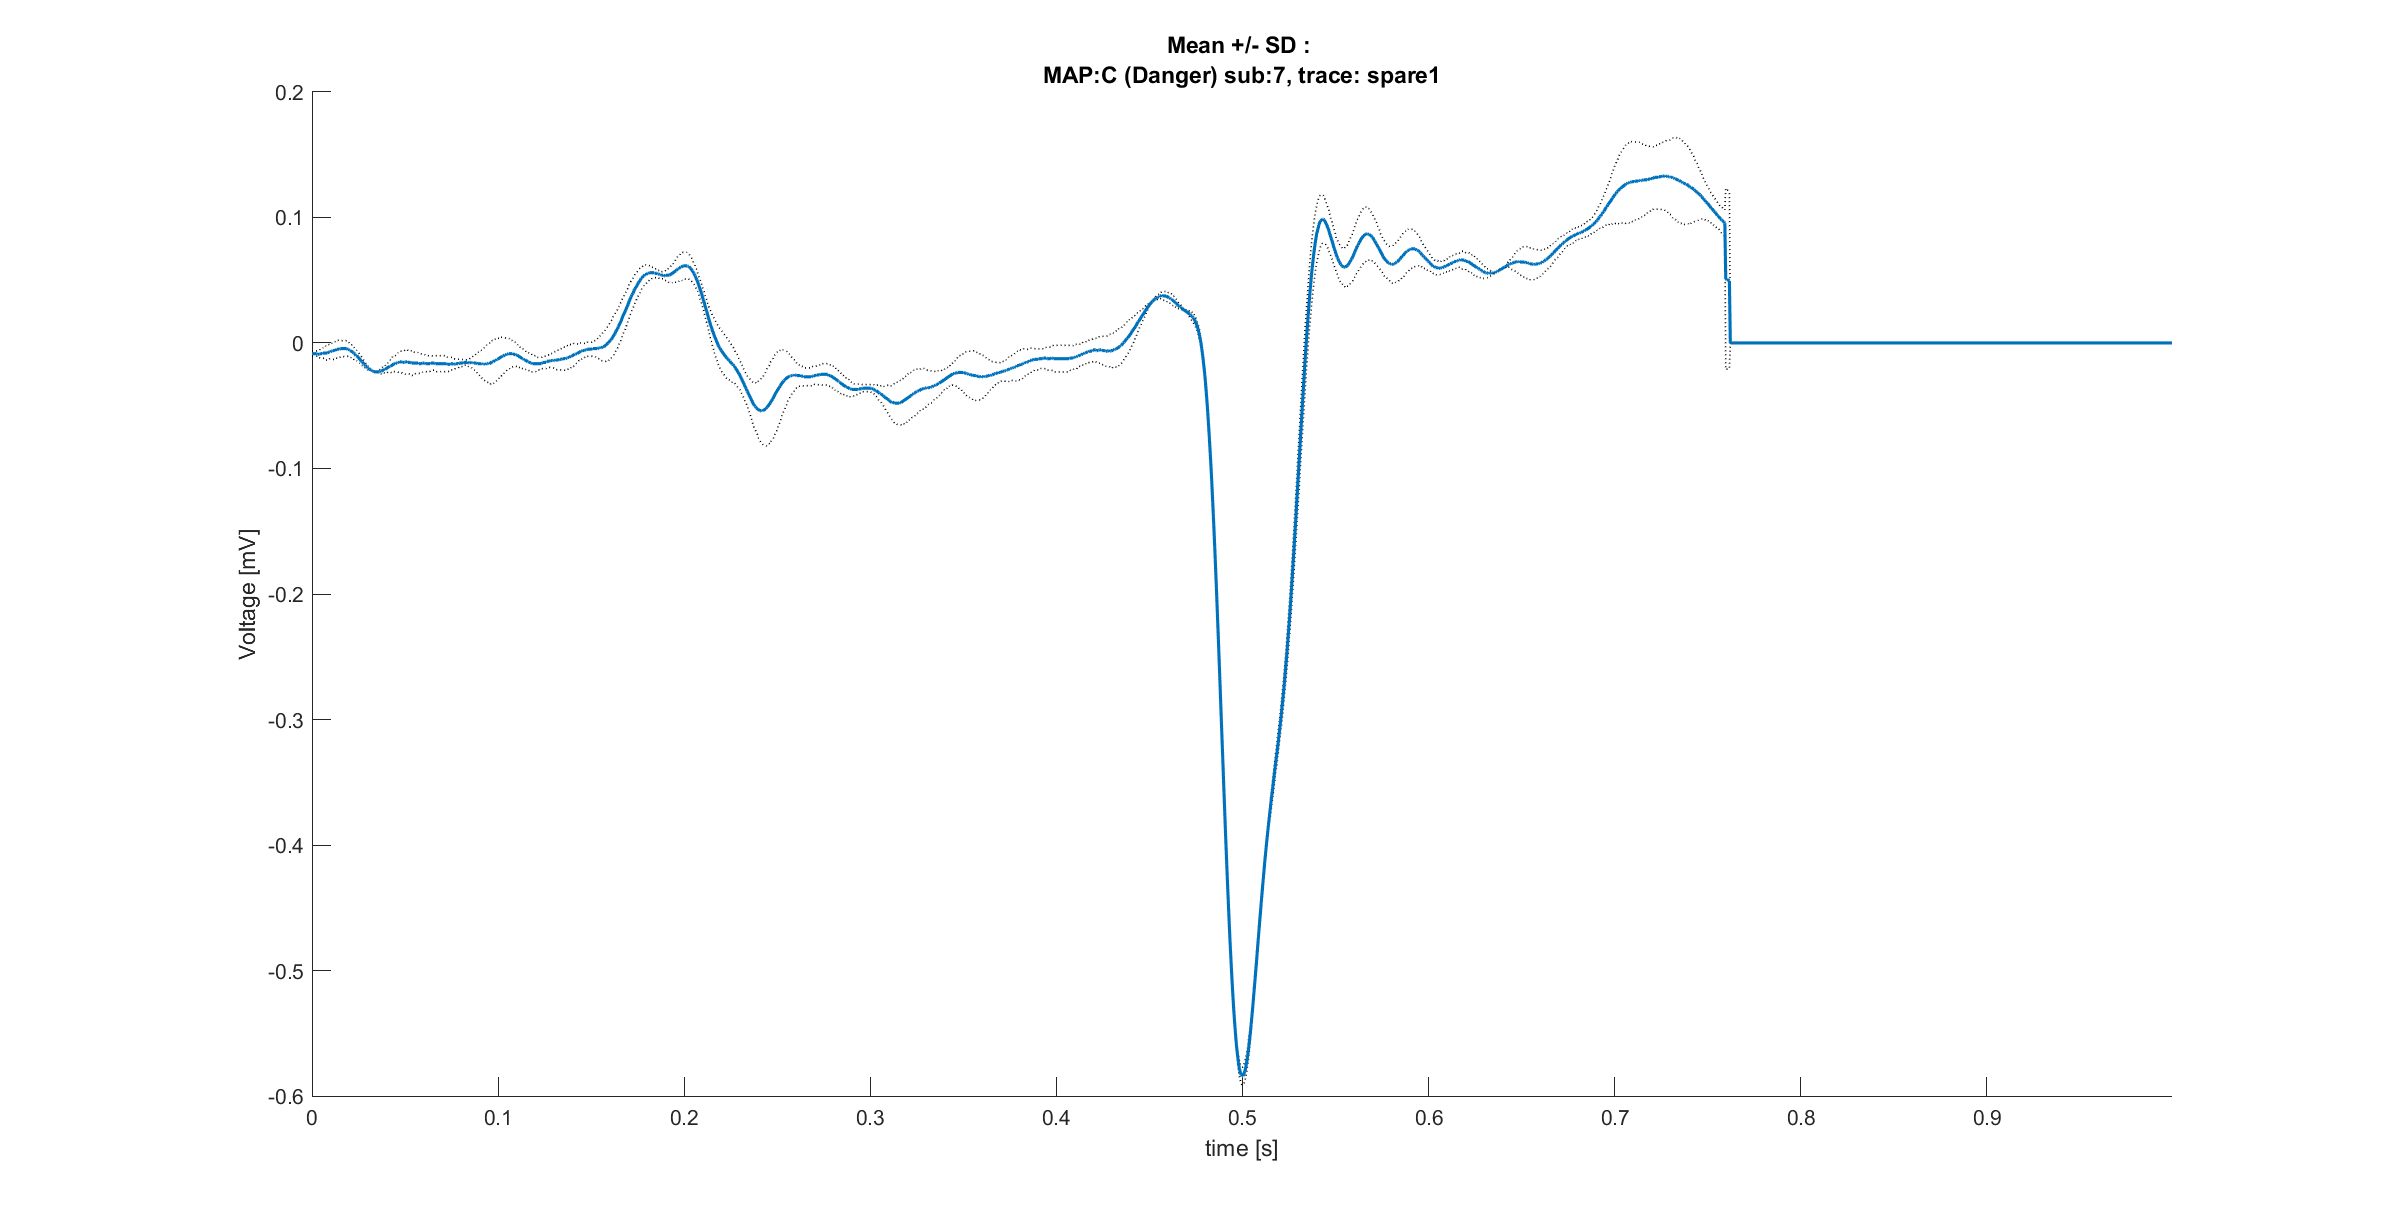 Mean +/- SD :
MAP:C (Danger) sub:7, trace: spare1
0.2
0.1
0
-0.1
-0.2
-0.3
-0.4
-0.5
-0.6
Voltage [mV]
0 0.1 0.2 0.3 0.4 0.5 0.6 0.7 0.8 0.9
time [s]